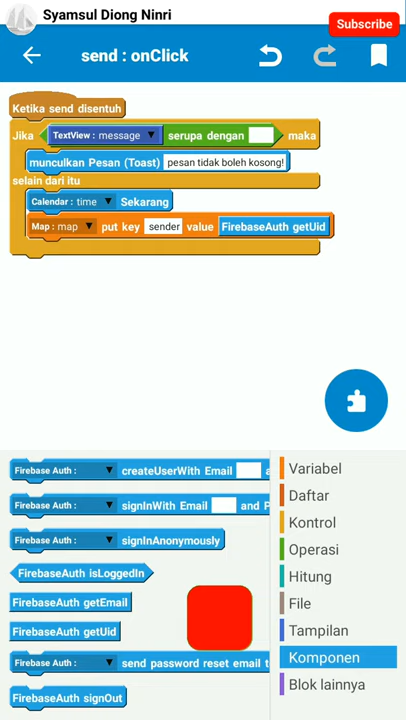 Syamsul Diong Ninri
Subscribe
send : onClick
Ketika send disentuh
Jika TextView : message serupa dengan maka
munculkan Pesan (Toast) pesan tidak boleh kosong!
selain dari itu
Calendar : time Sekarang
Map : map put key sender value FirebaseAuth getUid
Firebase Auth : createUserWith Email a
Firebase Auth : signInWith Email and P
Firebase Auth : signInAnonymously
FirebaseAuth isLoggedIn
FirebaseAuth getEmail
FirebaseAuth getUid
Firebase Auth : send password reset email t
FirebaseAuth signOut
Variabel
Daftar
Kontrol
Operasi
Hitung
File
Tampilan
Komponen
Blok lainnya